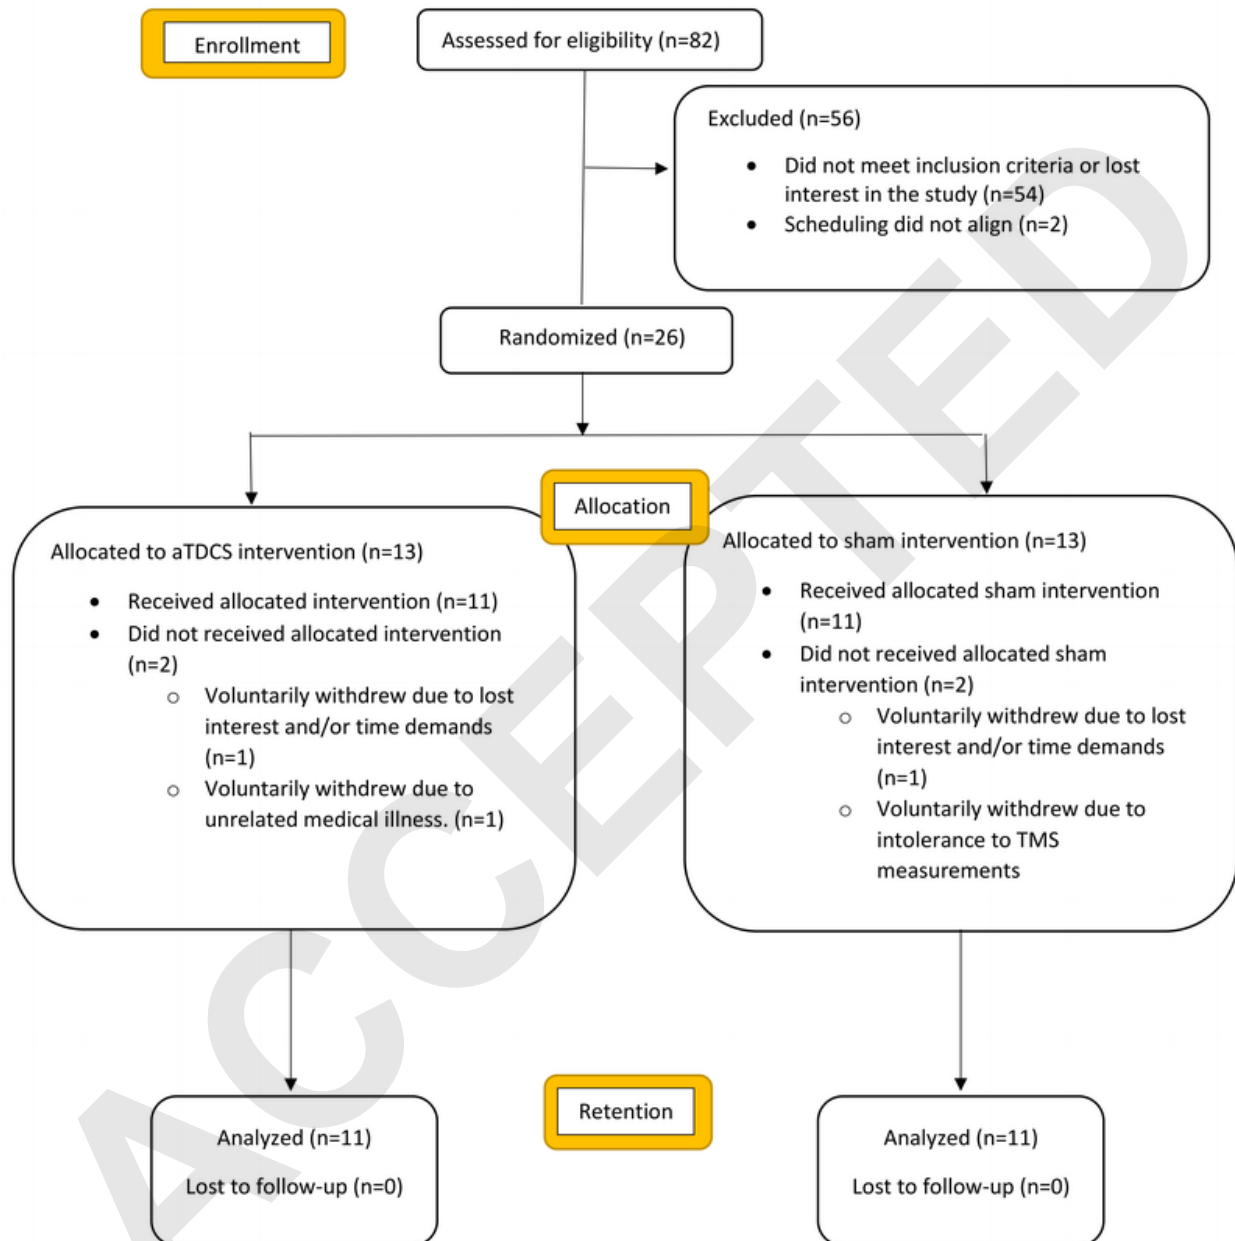 Enrollment
Assessed for eligibility (n=82)
Excluded (n=56)
• Did not meet inclusion criteria or lost
interest in the study (n=54)
• Scheduling did not align (n=2)
Randomized (n=26)
Allocation
Allocated to aTDCS intervention (n=13)
• Received allocated intervention (n=11)
• Did not received allocated intervention
(n=2)
o Voluntarily withdrew due to lost
interest and/or time demands
(n=1)
o Voluntarily withdrew due to
unrelated medical illness. (n=1)
Allocated to sham intervention (n=13)
• Received allocated sham intervention
(n=11)
• Did not received allocated sham
intervention (n=2)
o Voluntarily withdrew due to lost
interest and/or time demands
(n=1)
o Voluntarily withdrew due to
intolerance to TMS
measurements
Retention
Analyzed (n=11)
Lost to follow-up (n=0)
Analyzed (n=11)
Lost to follow-up (n=0)
ACCEPTED